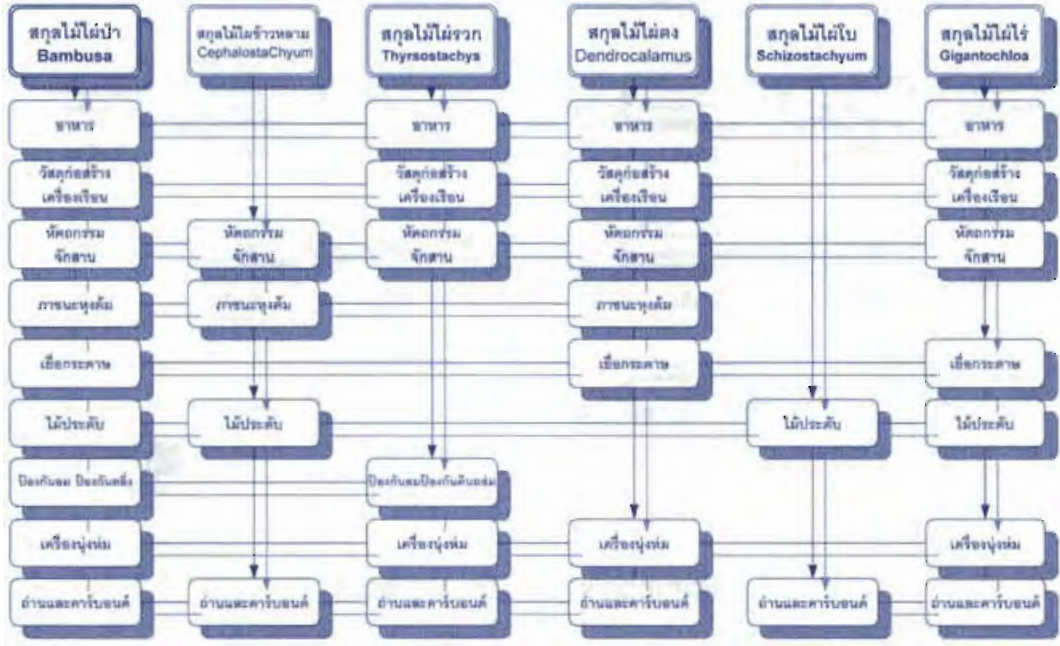 สกุลไม้ไผ่ป่า
Bambusa
สกุลไม้ไผ่ข้าวหลาม
CephalostaChyum
สกุลไม้ไผ่รวก
Thyrsostachys
สกุลไม้ไผ่ตง
Dendrocalamus
สกุลไม้ไผ่โบ
Schizostachyum
สกุลไม้ไผ่ไร่
Gigantochloa
อาหาร
อาหาร
อาหาร
อาหาร
วัสดุก่อสร้าง
เครื่องเรือน
วัสดุก่อสร้าง
เครื่องเรือน
วัสดุก่อสร้าง
เครื่องเรือน
วัสดุก่อสร้าง
เครื่องเรือน
หัตถกรรม
จักสาน
หัตถกรรม
จักสาน
หัตถกรรม
จักสาน
หัตถกรรม
จักสาน
หัตถกรรม
จักสาน
ภาชนะหุงต้ม
ภาชนะหุงต้ม
ภาชนะหุงต้ม
เยื่อกระดาษ
เยื่อกระดาษ
เยื่อกระดาษ
ไม้ประดับ
ไม้ประดับ
ไม้ประดับ
ไม้ประดับ
ป้องกันลม ป้องกันตลิ่ง
ป้องกันลมป้องกันดินถล่ม
เครื่องนุ่งห่ม
เครื่องนุ่งห่ม
เครื่องนุ่งห่ม
เครื่องนุ่งห่ม
ถ่านและคาร์บอนด์
ถ่านและคาร์บอนด์
ถ่านและคาร์บอนด์
ถ่านและคาร์บอนด์
ถ่านและคาร์บอนด์
ถ่านและคาร์บอนด์